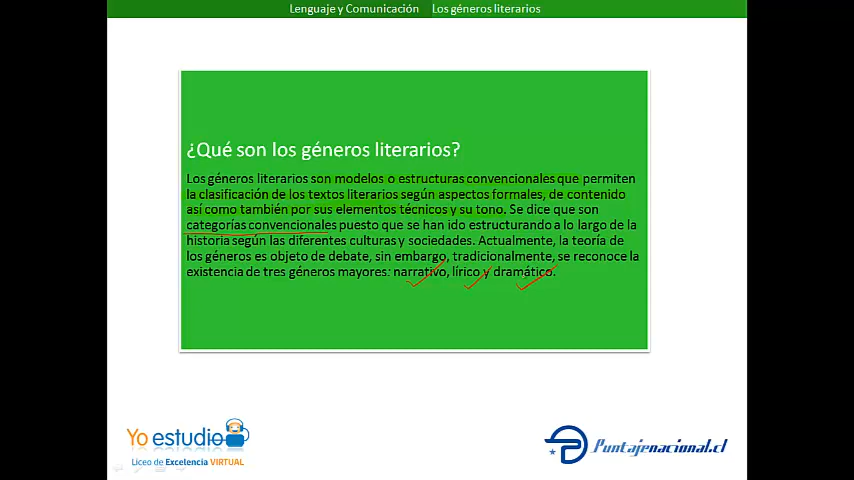 Lenguaje y Comunicación Los géneros literarios
¿Qué son los géneros literarios?
Los géneros literarios son modelos o estructuras convencionales que permiten
la clasificación de los textos literarios según aspectos formales, de contenido
así como también por sus elementos técnicos y su tono. Se dice que son
categorías convencionales puesto que se han ido estructurando a lo largo de la
historia según las diferentes culturas y sociedades. Actualmente, la teoría de
los géneros es objeto de debate, sin embargo, tradicionalmente, se reconoce la
existencia de tres géneros mayores: narrativo, lírico y dramático.
Yo estudio
Liceo de Excelencia VIRTUAL
Puntajenacional.cl